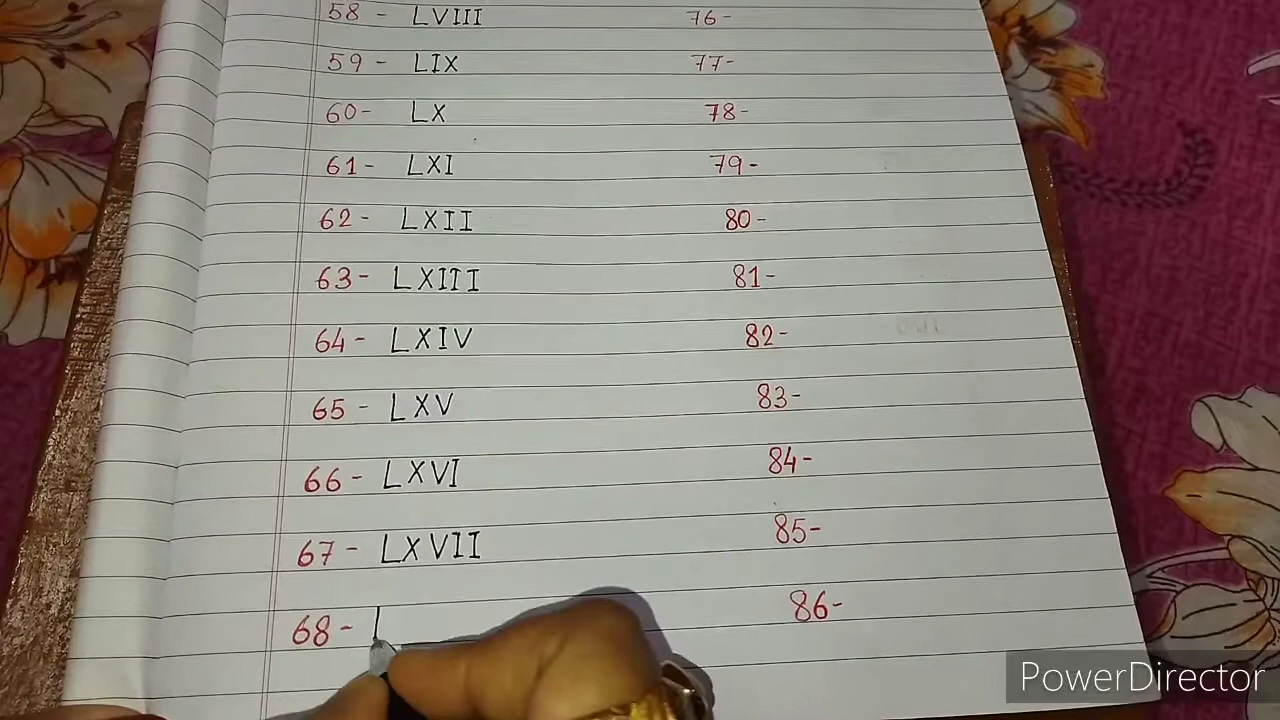 58 - LVIII
59 - LIX
60 - LX
61 - LXI
62 - LXII
63 - LXIII
64 - LXIV
65 - LXV
66 - LXVI
67 - LXVII
68 -
76 -
77 -
78 -
79 -
80 -
81 -
82 -
83 -
84 -
85 -
86 -
PowerDirector